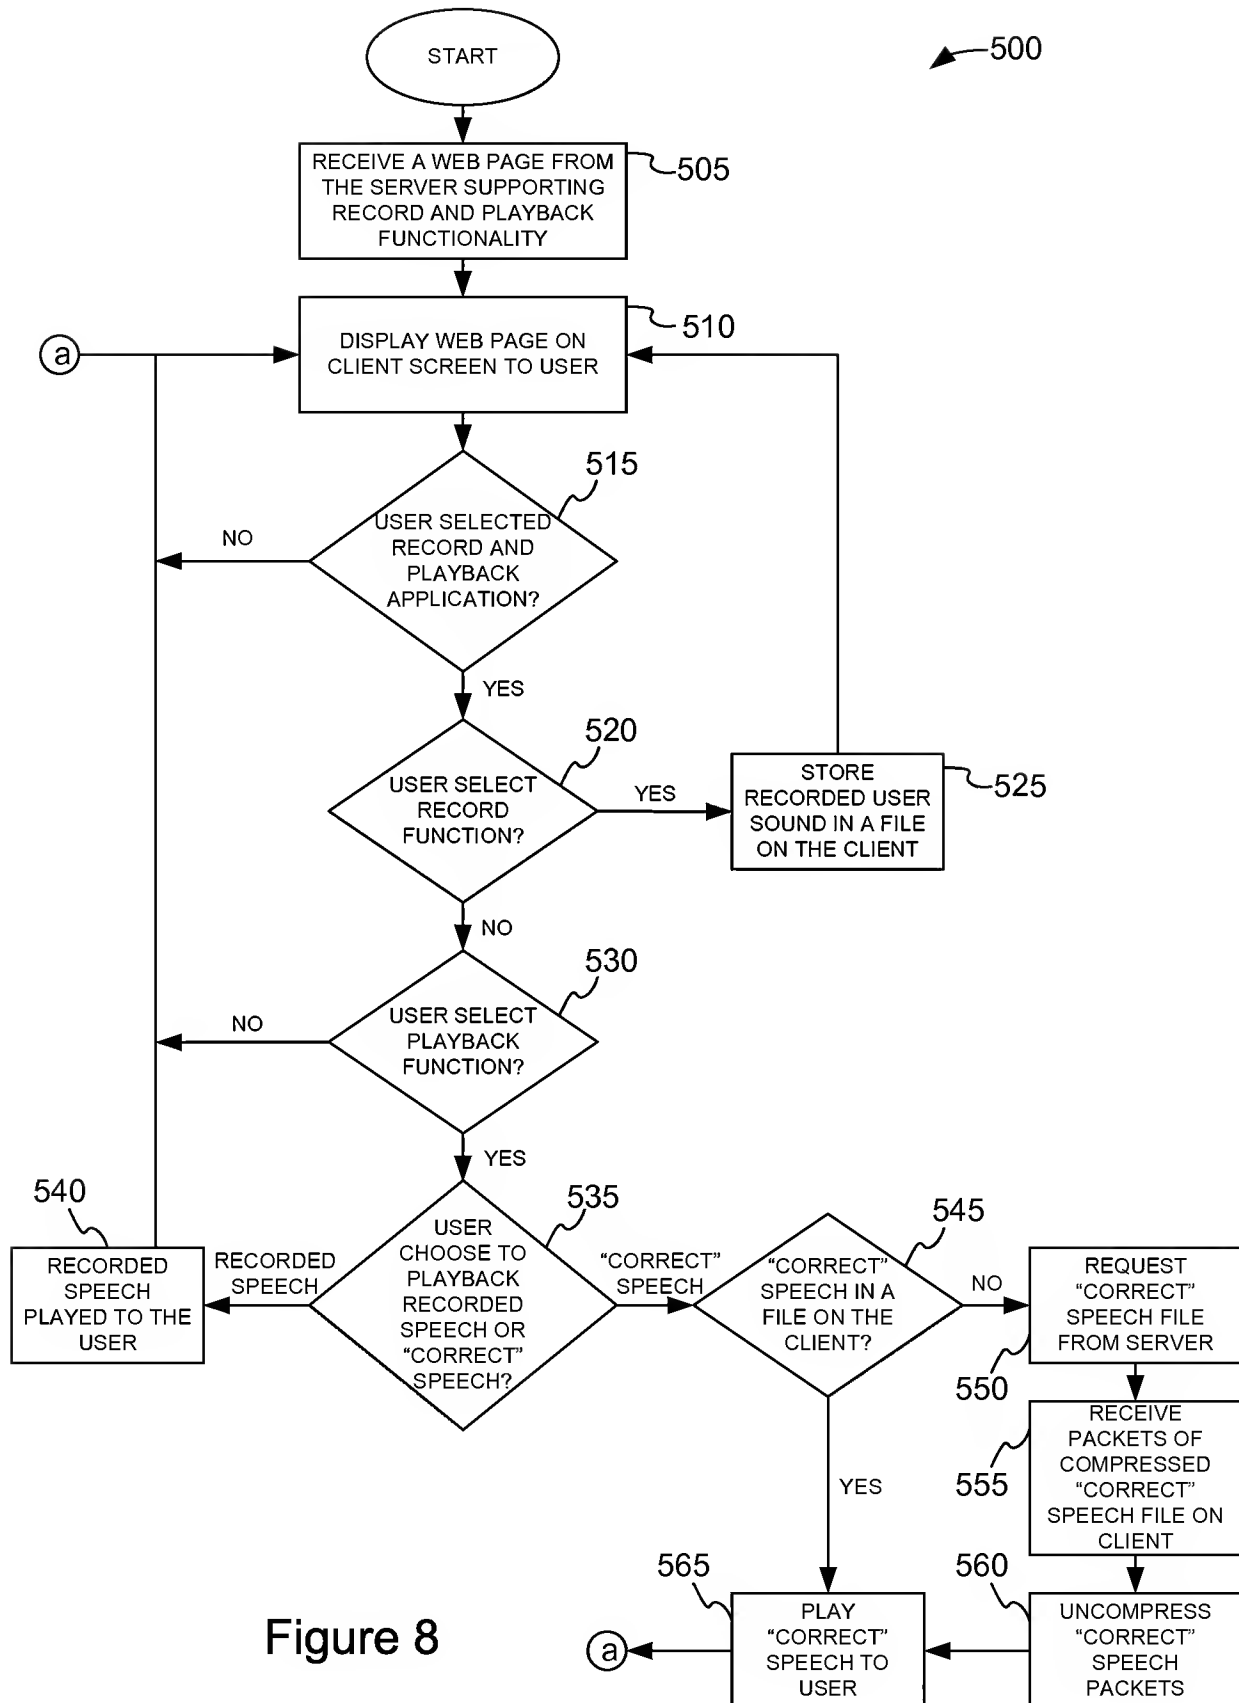 START
500
RECEIVE A WEB PAGE FROM
THE SERVER SUPPORTING
RECORD AND PLAYBACK
FUNCTIONALITY
505
DISPLAY WEB PAGE ON
CLIENT SCREEN TO USER
510
a
515
USER SELECTED
RECORD AND
PLAYBACK
APPLICATION?
NO
YES
520
USER SELECT
RECORD
FUNCTION?
YES
STORE
RECORDED USER
SOUND IN A FILE
ON THE CLIENT
525
NO
530
USER SELECT
PLAYBACK
FUNCTION?
NO
YES
540
RECORDED
SPEECH
PLAYED TO THE
USER
RECORDED
SPEECH
535
USER
CHOOSE TO
PLAYBACK
RECORDED
SPEECH OR
“CORRECT”
SPEECH?
“CORRECT”
SPEECH
545
“CORRECT”
SPEECH IN A
FILE ON THE
CLIENT?
NO
REQUEST
“CORRECT”
SPEECH FILE
FROM SERVER
550
RECEIVE
PACKETS OF
COMPRESSED
“CORRECT”
SPEECH FILE ON
CLIENT
555
YES
560
UNCOMPRESS
“CORRECT”
SPEECH
PACKETS
565
PLAY
“CORRECT”
SPEECH TO
USER
a
Figure 8